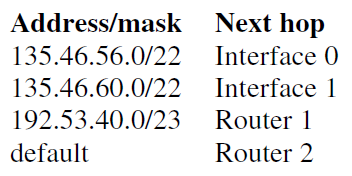 Address/mask Next hop
135.46.56.0/22 Interface 0
135.46.60.0/22 Interface 1
192.53.40.0/23 Router 1
default Router 2